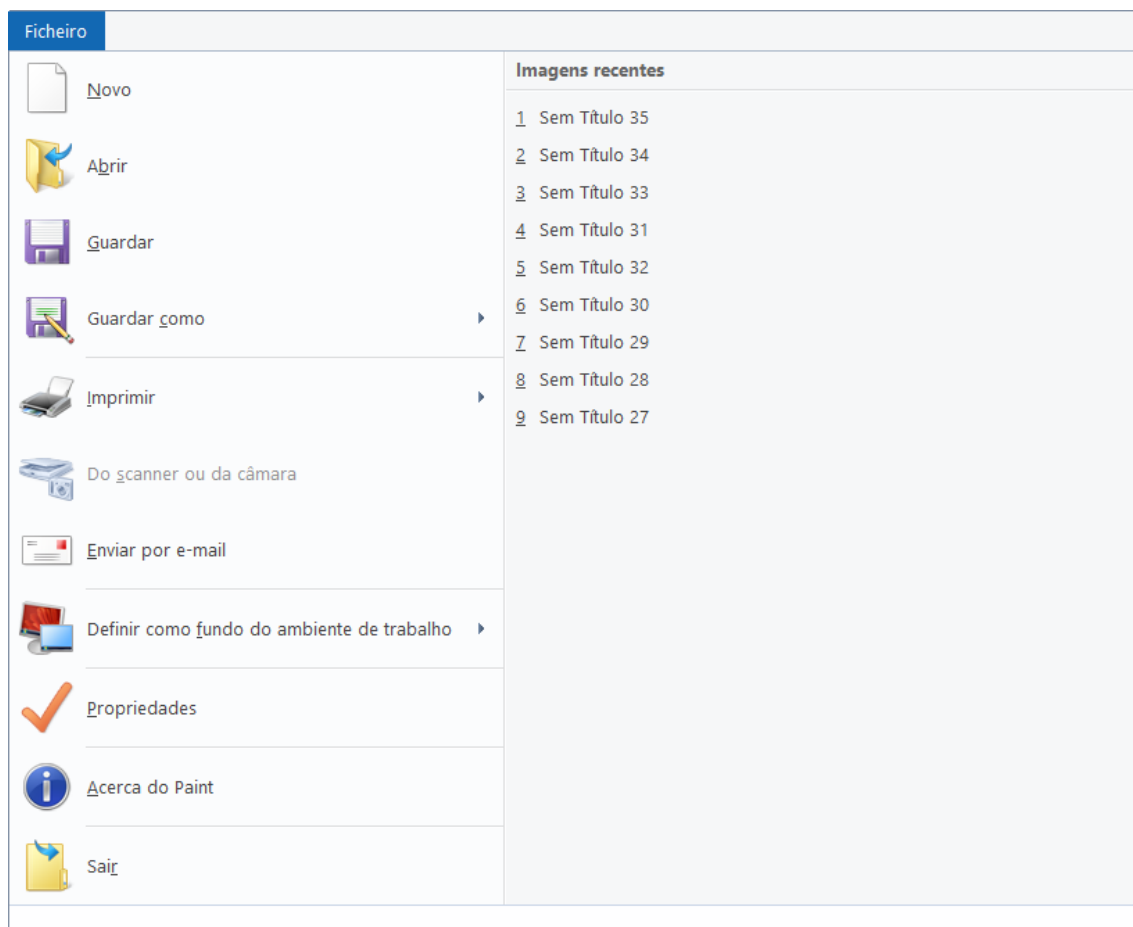 Ficheiro
Novo
Abrir
Guardar
Guardar como
Imprimir
Do scanner ou da câmara
Enviar por e-mail
Definir como fundo do ambiente de trabalho
Propriedades
Acerca do Paint
Sair
Imagens recentes
1 Sem Título 35
2 Sem Título 34
3 Sem Título 33
4 Sem Título 31
5 Sem Título 32
6 Sem Título 30
7 Sem Título 29
8 Sem Título 28
9 Sem Título 27